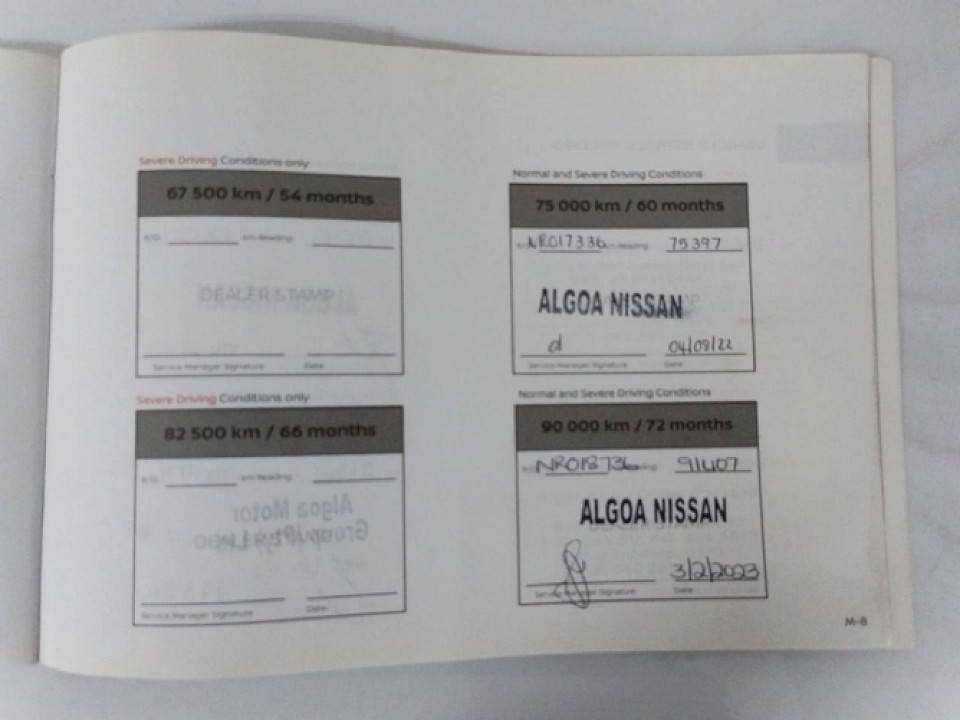 Severe Driving Conditions only
67 500 km / 54 months
R/O km Reading
DEALER STAMP
Service Manager Signature Date
Normal and Severe Driving Conditions
75 000 km / 60 months
NR017336 km Reading 75397
ALGOA NISSAN
d 04/08/22
Service Manager Signature Date
Severe Driving Conditions only
82 500 km / 66 months
R/O km Reading
Service Manager Signature Date
Normal and Severe Driving Conditions
90 000 km / 72 months
NR018736 91407
ALGOA NISSAN
3/2/2023
Service Manager Signature Date
M-8